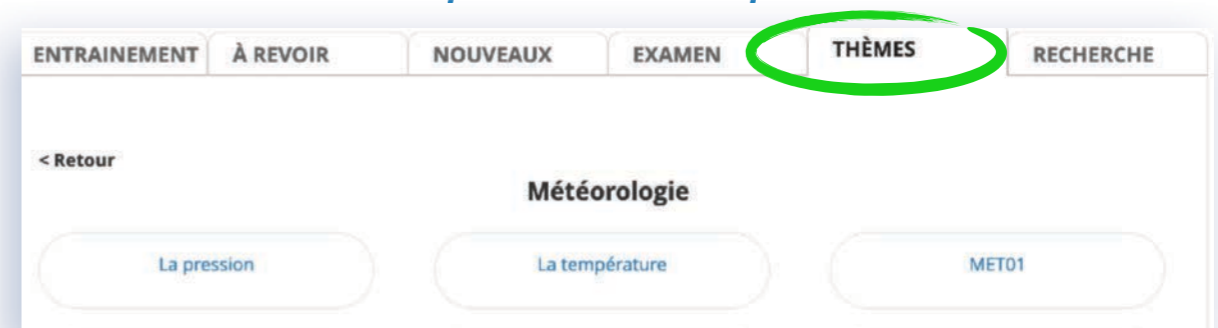 ENTRAINEMENT À REVOIR NOUVEAUX EXAMEN THÈMES RECHERCHE
< Retour
Météorologie
La pression La température MET01